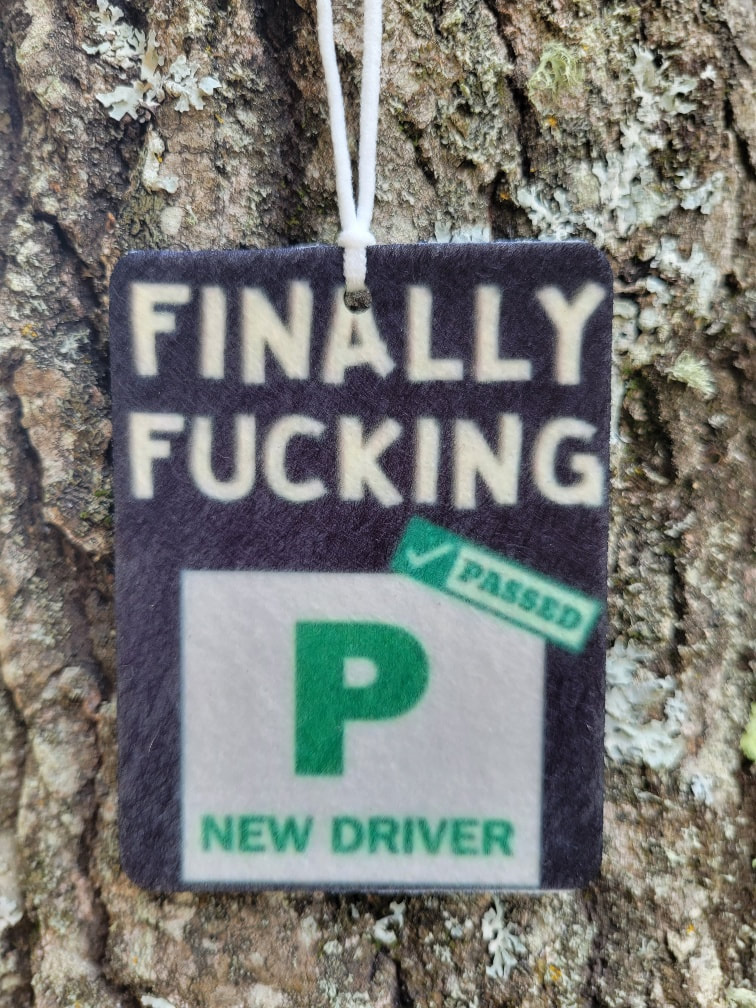 FINALLY
FUCKING
PASSED
P
NEW DRIVER